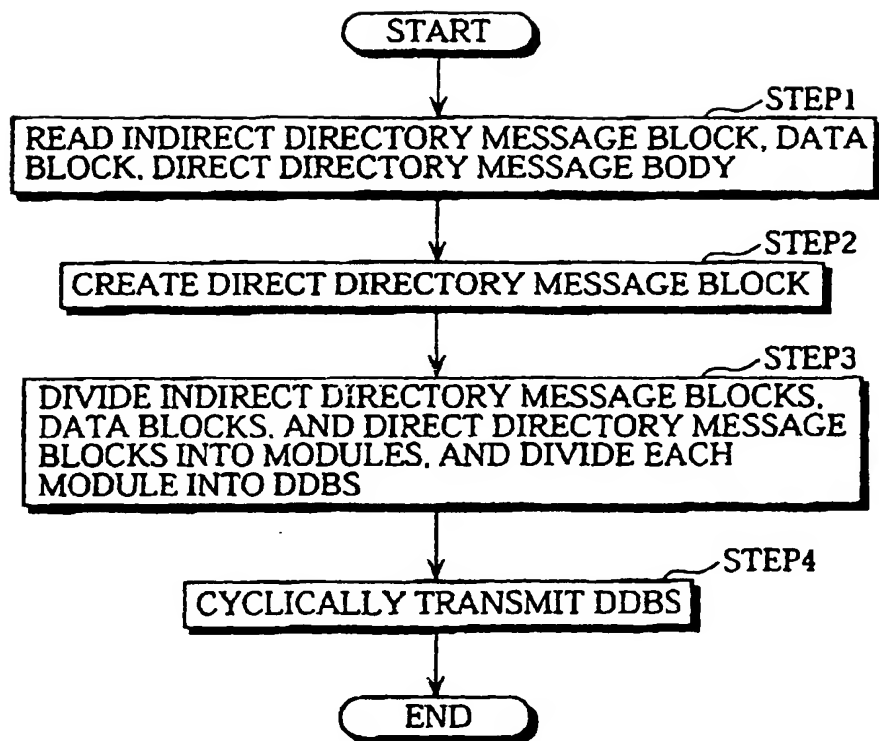 START
STEP1
READ INDIRECT DIRECTORY MESSAGE BLOCK, DATA
BLOCK, DIRECT DIRECTORY MESSAGE BODY
STEP2
CREATE DIRECT DIRECTORY MESSAGE BLOCK
STEP3
DIVIDE INDIRECT DIRECTORY MESSAGE BLOCKS,
DATA BLOCKS, AND DIRECT DIRECTORY MESSAGE
BLOCKS INTO MODULES, AND DIVIDE EACH
MODULE INTO DDBS
STEP4
CYCLICALLY TRANSMIT DDBS
END